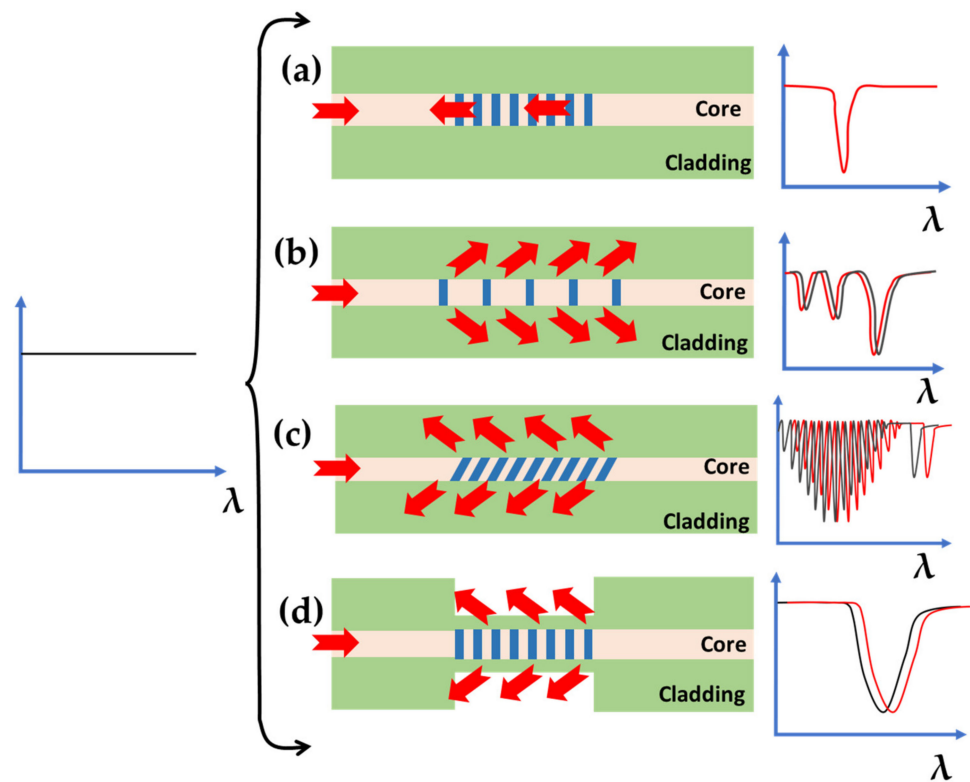 (a)
Core
Cladding
λ
(b)
Core
Cladding
λ
λ
(c)
Core
Cladding
λ
(d)
Core
Cladding
λ